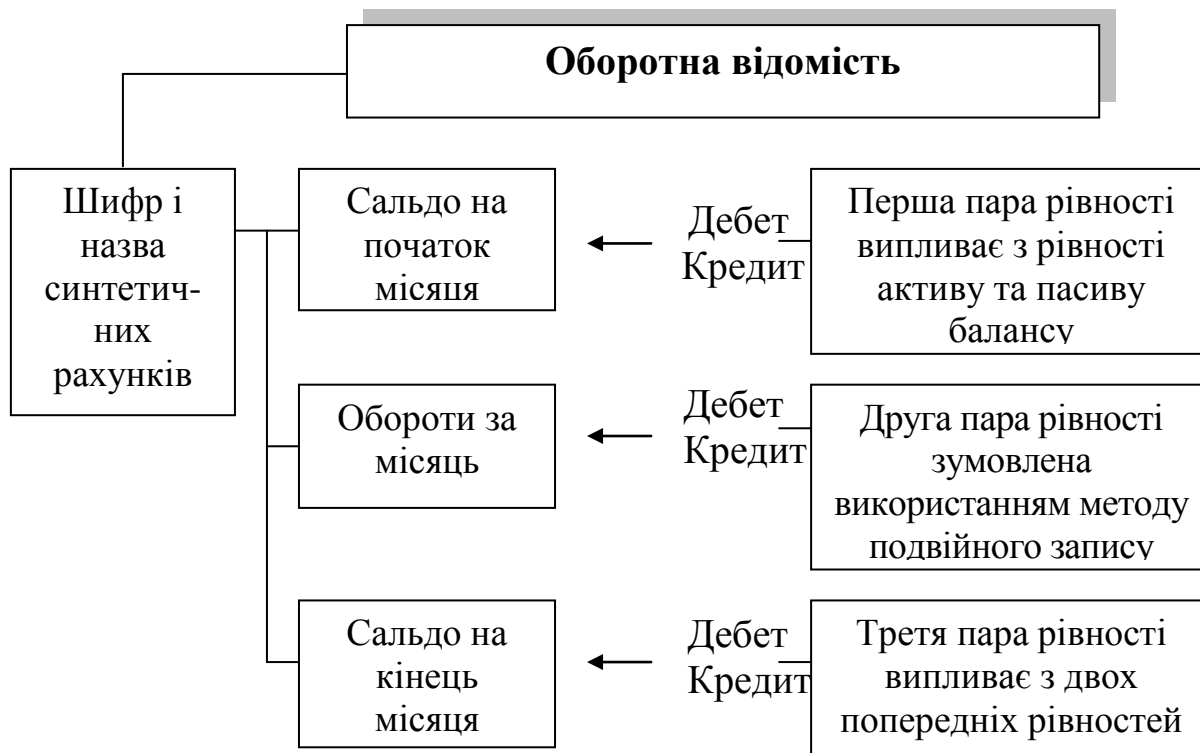 Оборотна відомість
Шифр і
назва
синтетич-
них
рахунків
Сальдо на
початок
місяця
Дебет
Кредит
Перша пара рівності
випливає з рівності
активу та пасиву
балансу
Обороти за
місяць
Дебет
Кредит
Друга пара рівності
зумовлена
використанням методу
подвійного запису
Сальдо на
кінець
місяця
Дебет
Кредит
Третя пара рівності
випливає з двох
попередніх рівностей